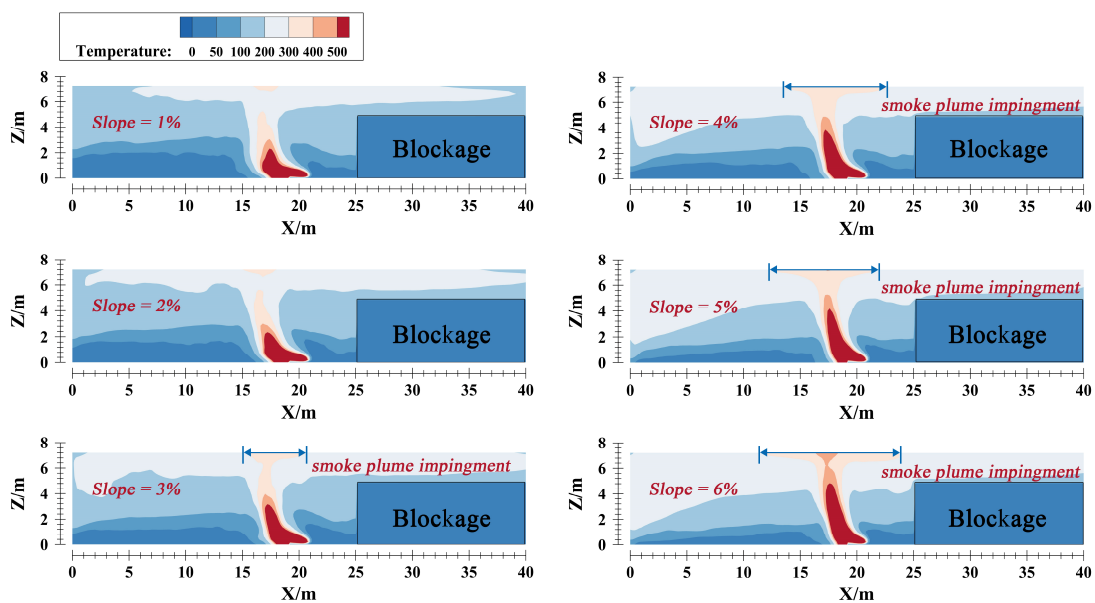 Temperature: 0 50 100 200 300 400 500
8
6
4
2
0
Z/m
Slope = 1%
Blockage
0 5 10 15 20 25 30 35 40
X/m
8
6
4
2
0
Z/m
Slope = 2%
Blockage
0 5 10 15 20 25 30 35 40
X/m
8
6
4
2
0
Z/m
smoke plume impingment
Slope = 3%
Blockage
0 5 10 15 20 25 30 35 40
X/m
8
6
4
2
0
Z/m
smoke plume impingment
Slope = 4%
Blockage
0 5 10 15 20 25 30 35 40
X/m
8
6
4
2
0
Z/m
smoke plume impingment
Slope = 5%
Blockage
0 5 10 15 20 25 30 35 40
X/m
8
6
4
2
0
Z/m
smoke plume impingment
Slope = 6%
Blockage
0 5 10 15 20 25 30 35 40
X/m